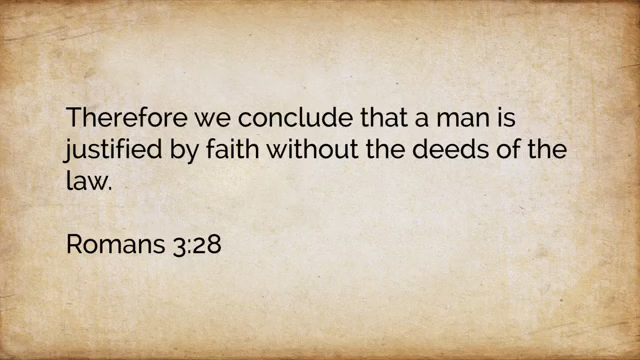 Therefore we conclude that a man is
justified by faith without the deeds of the
law.
Romans 3:28